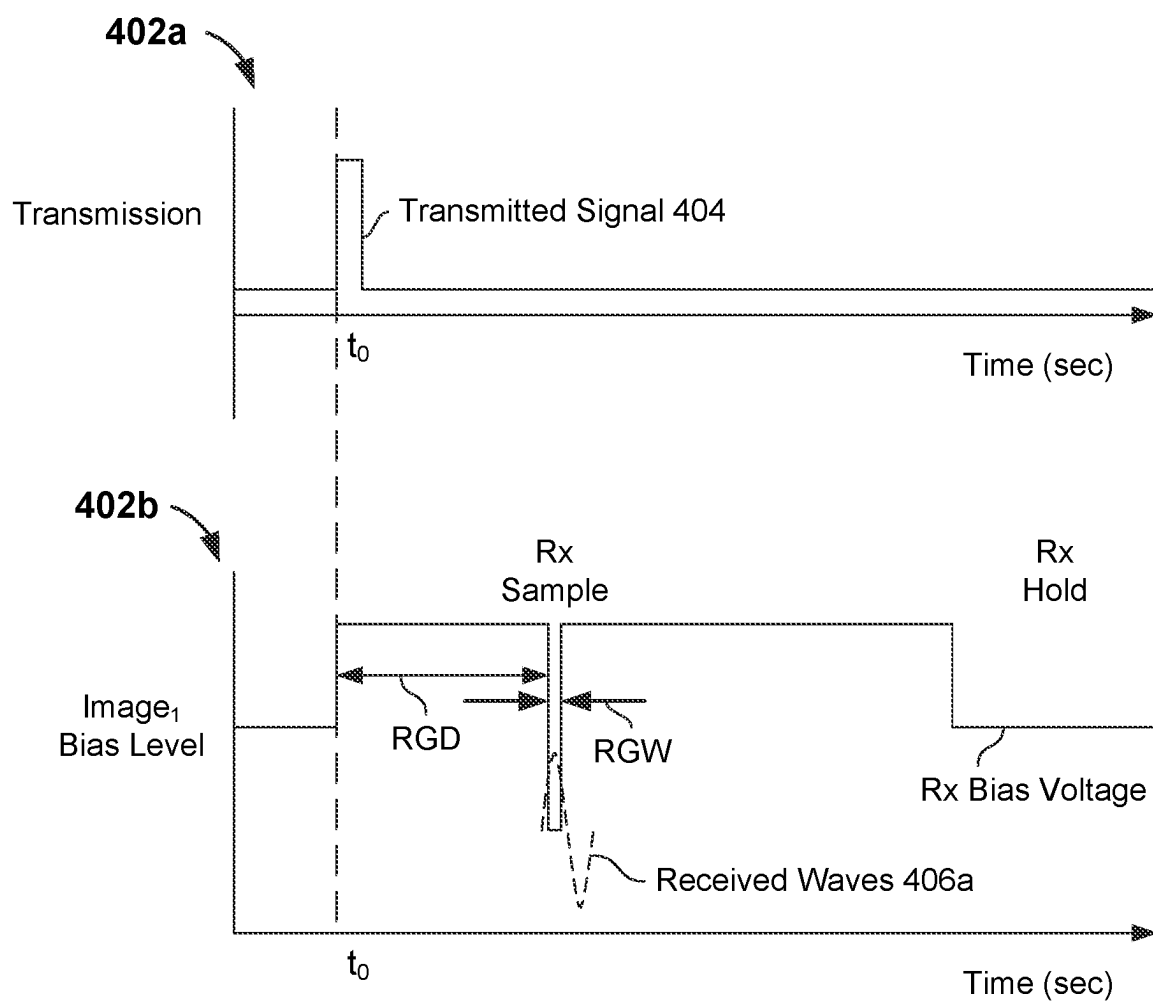 402a
Transmission
Transmitted Signal 404
t₀
Time (sec)
402b
Rx
Sample
Rx
Hold
Image₁
Bias Level
RGD
RGW
Rx Bias Voltage
Received Waves 406a
t₀
Time (sec)